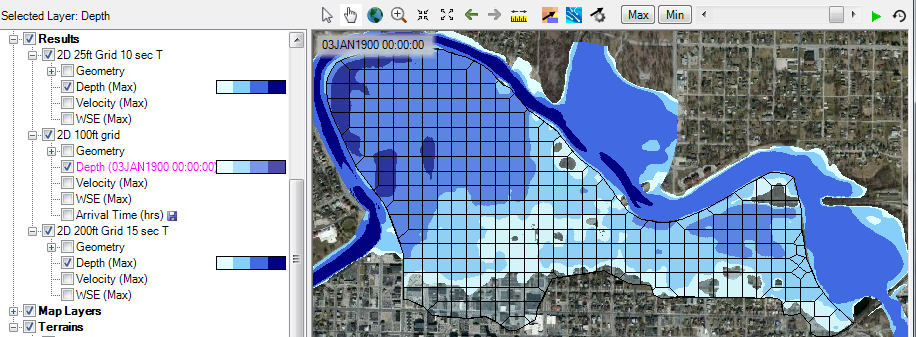 Selected Layer: Depth
Max
Min
03JAN1900 00:00:00
Results
2D 25ft Grid 10 sec T
Geometry
Depth (Max)
Velocity (Max)
WSE (Max)
2D 100ft grid
Geometry
Depth (03JAN1900 00:00:00
Velocity (Max)
WSE (Max)
Arrival Time (hrs)
2D 200ft Grid 15 sec T
Geometry
Depth (Max)
Velocity (Max)
WSE (Max)
Map Layers
Terrains